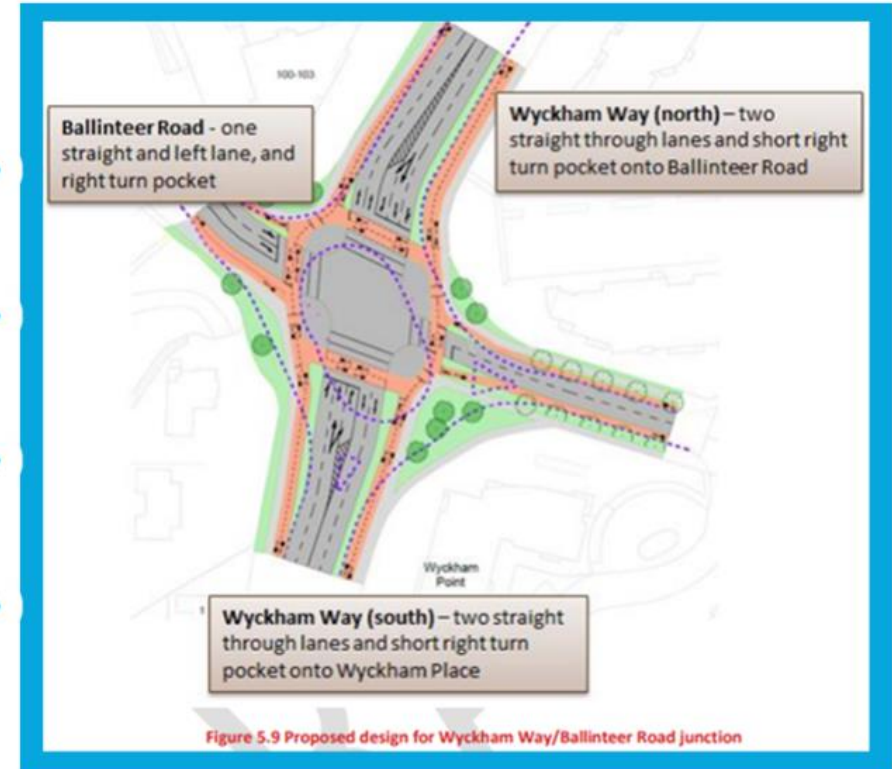 100-103
Ballinteer Road - one
straight and left lane, and
right turn pocket
Wyckham Way (north) – two
straight through lanes and short right
turn pocket onto Ballinteer Road
Wyckham
Point
1
Wyckham Way (south) – two straight
through lanes and short right turn
pocket onto Wyckham Place
Figure 5.9 Proposed design for Wyckham Way/Ballinteer Road junction